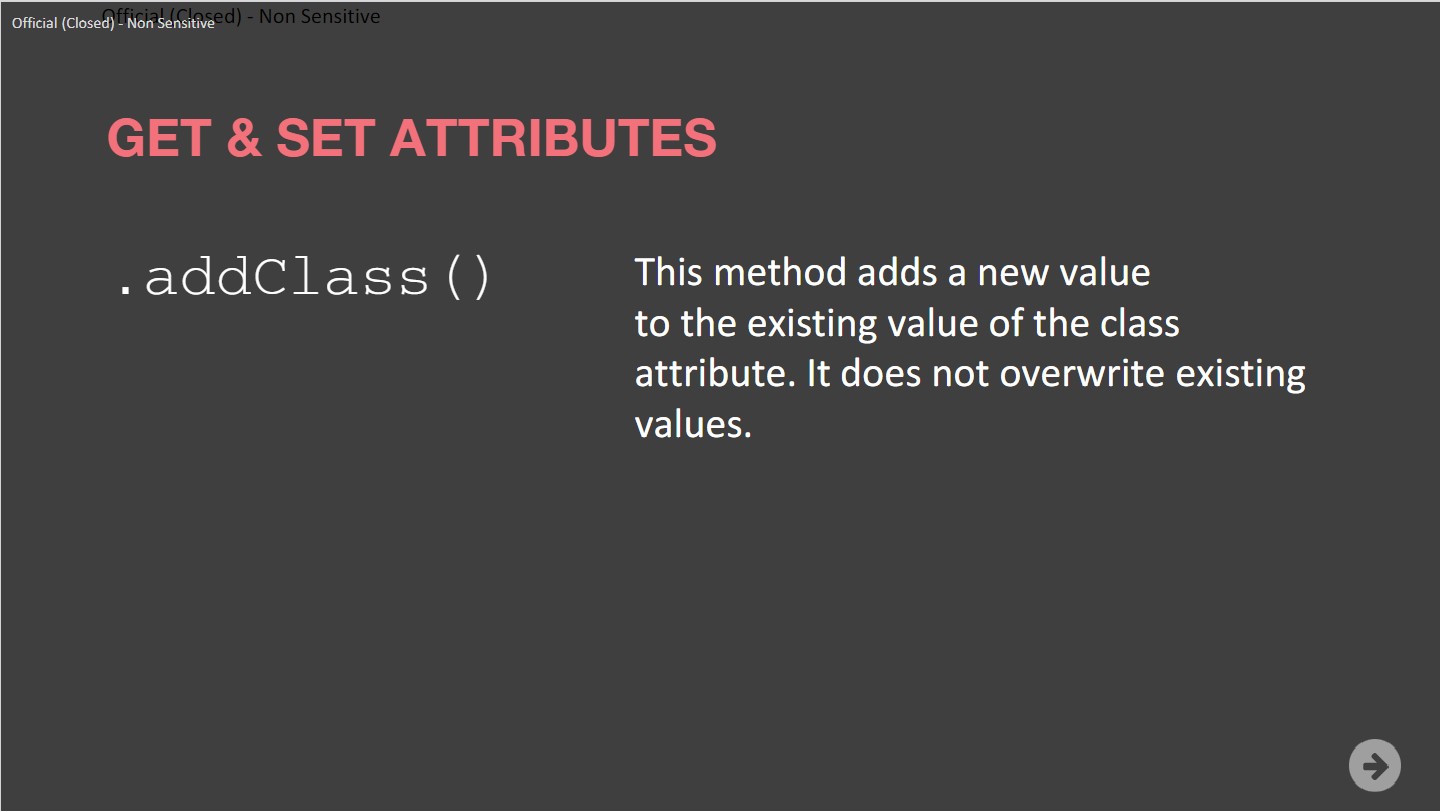 Official (Closed) - Non Sensitive
Official (Closed) - Non Sensitive
GET & SET ATTRIBUTES
.addClass()
This method adds a new value
to the existing value of the class
attribute. It does not overwrite existing
values.